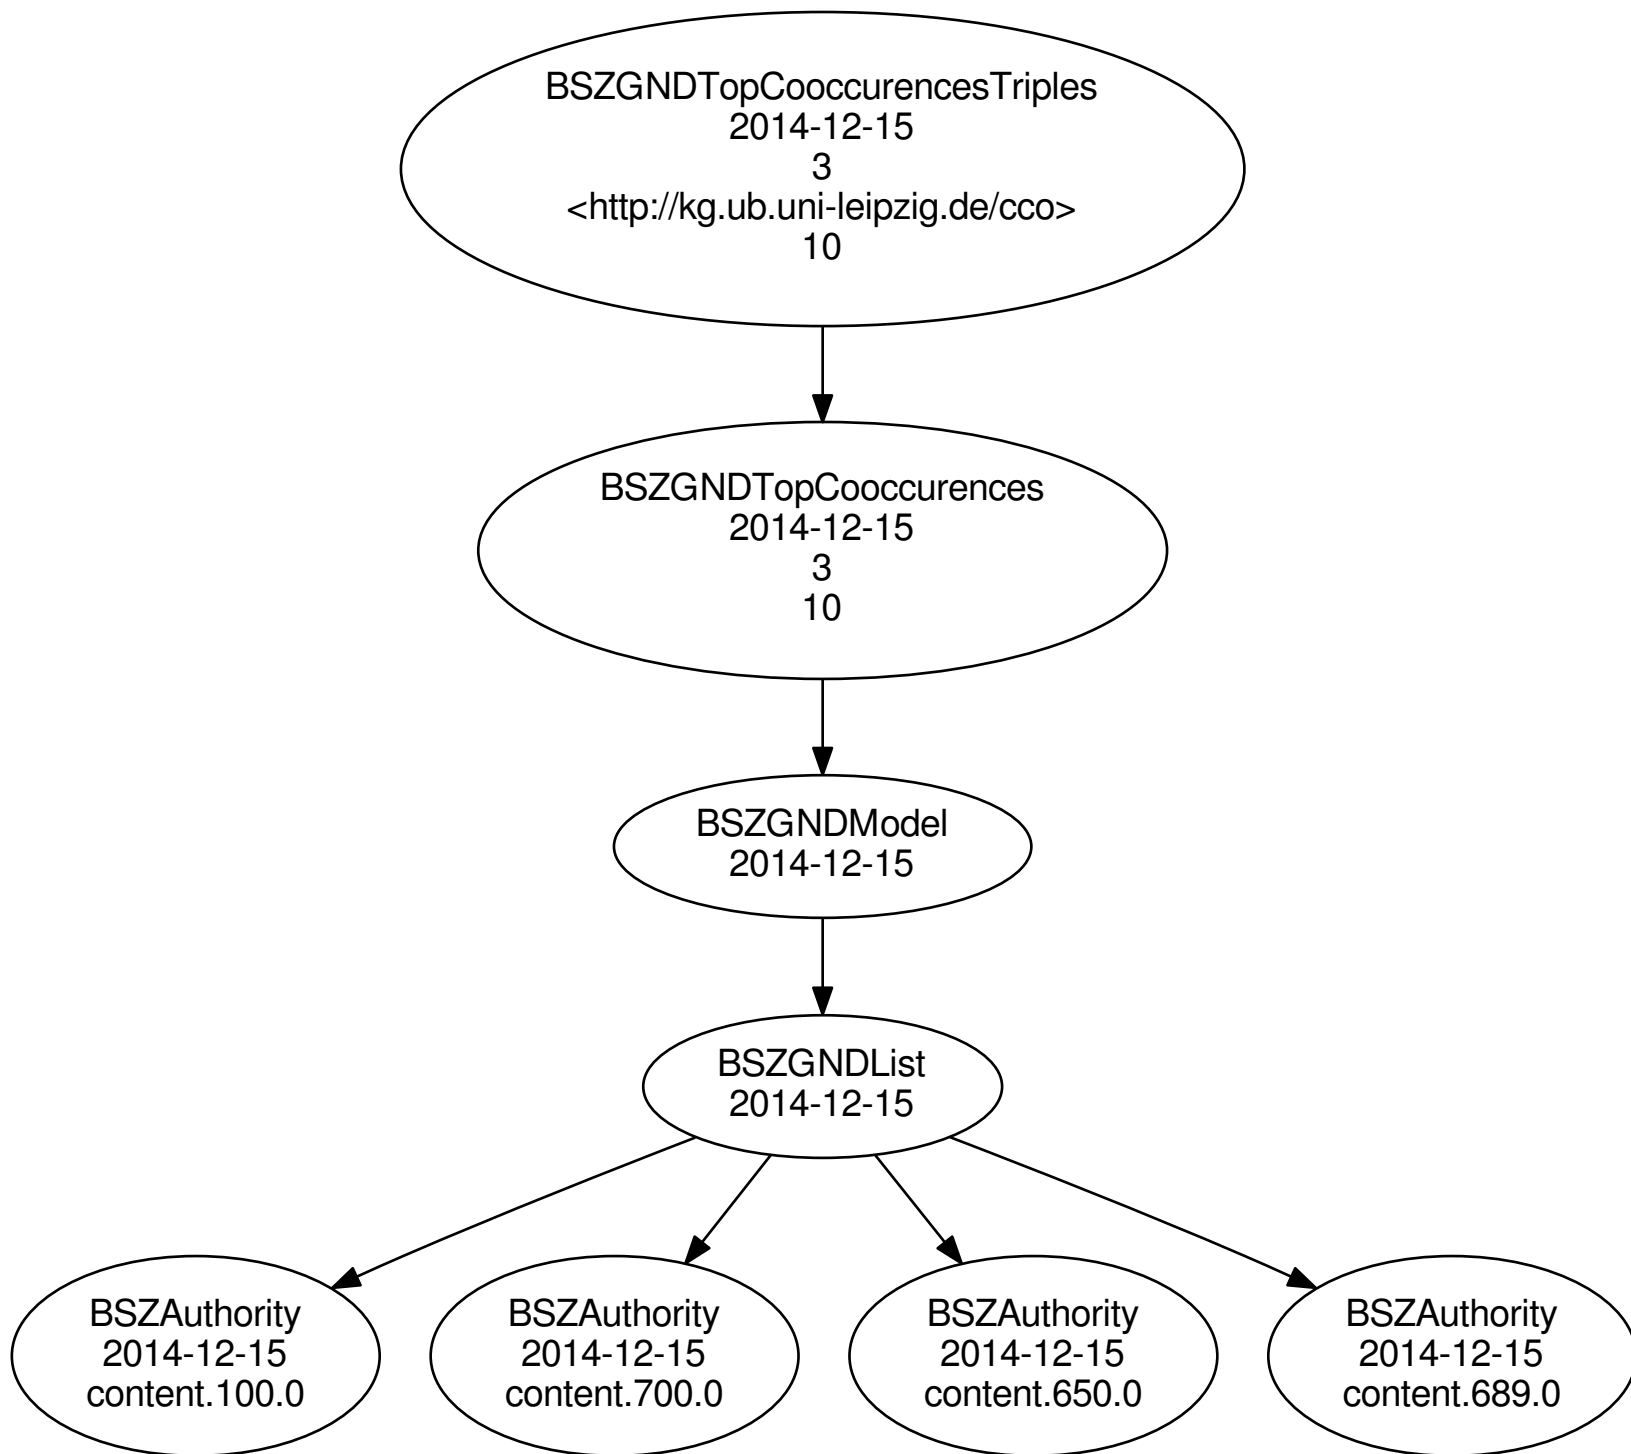 BSZGNDTopCooccurencesTriples
2014-12-15
3
<http://kg.ub.uni-leipzig.de/cco>
10
BSZGNDTopCooccurences
2014-12-15
3
10
BSZGNDModel
2014-12-15
BSZGNDList
2014-12-15
BSZAuthority
2014-12-15
content.100.0
BSZAuthority
2014-12-15
content.700.0
BSZAuthority
2014-12-15
content.650.0
BSZAuthority
2014-12-15
content.689.0